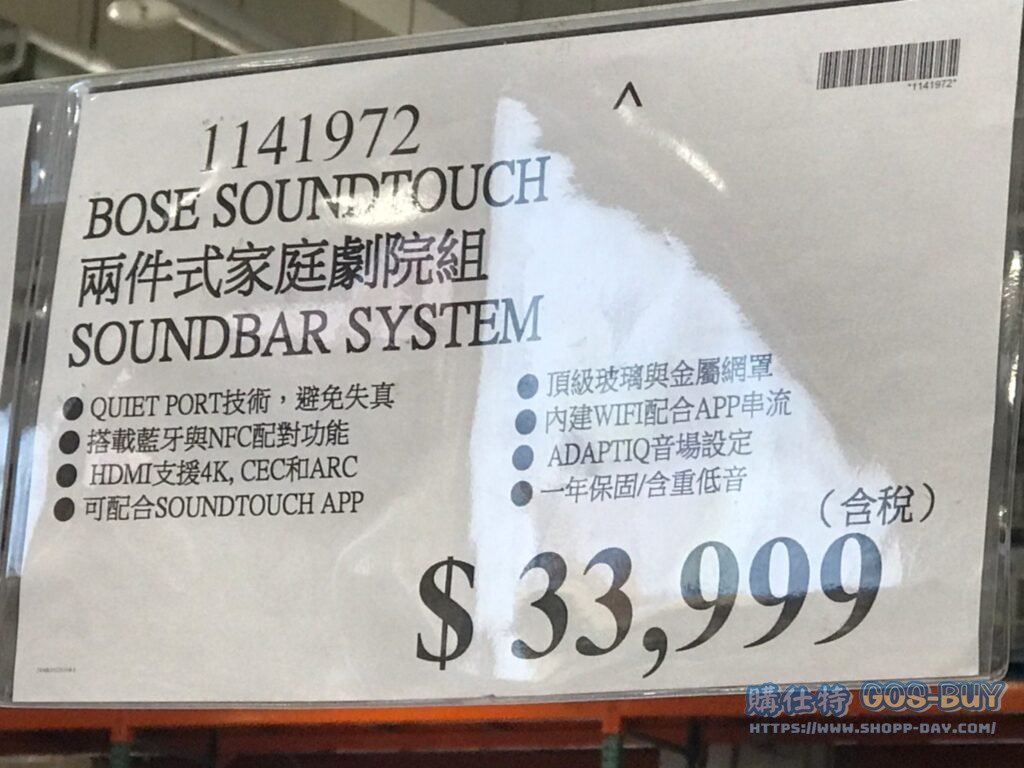 ^
*1141972*
1141972
BOSE SOUNDTOUCH
兩件式家庭劇院組
SOUNDBAR SYSTEM
● QUIET PORT技術，避免失真
● 搭載藍牙與NFC配對功能
● HDMI支援4K, CEC和ARC
● 可配合SOUNDTOUCH APP
● 頂級玻璃與金屬網罩
● 內建WIFI配合APP串流
● ADAPTIQ音場設定
● 一年保固/含重低音
（含稅）
$ 33,999
購仕特 GOS-BUY
HTTPS://WWW.SHOPP-DAY.COM/